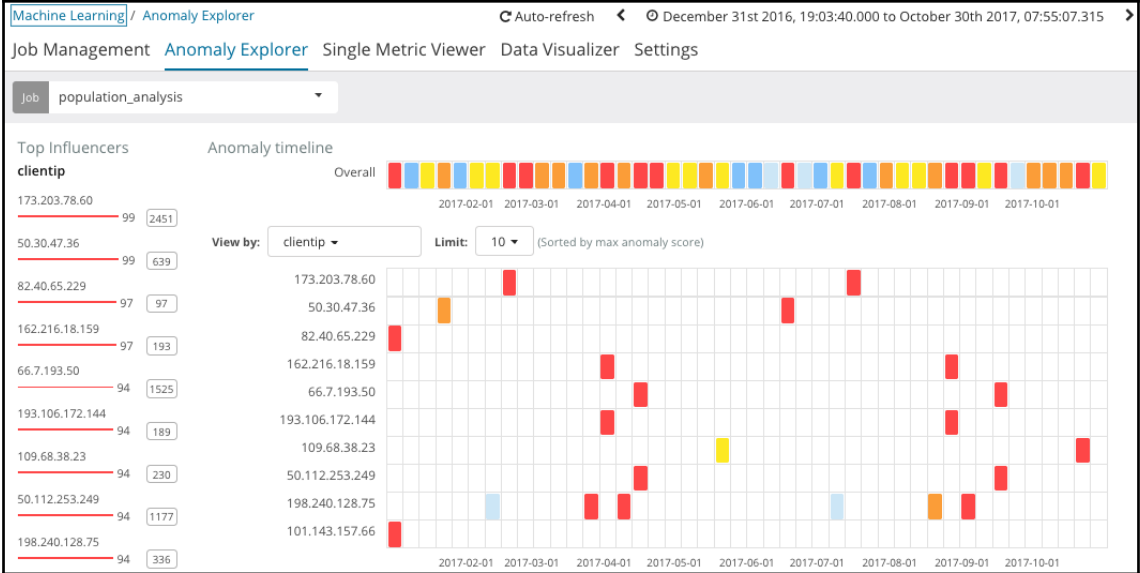 Machine Learning / Anomaly Explorer
Auto-refresh
December 31st 2016, 19:03:40.000 to October 30th 2017, 07:55:07.315
Job Management Anomaly Explorer Single Metric Viewer Data Visualizer Settings
Job population_analysis
Top Influencers
clientip
173.203.78.60
99 2451
50.30.47.36
99 639
82.40.65.229
97 97
162.216.18.159
97 193
66.7.193.50
94 1525
193.106.172.144
94 189
109.68.38.23
94 230
50.112.253.249
94 1177
198.240.128.75
94 336
Anomaly timeline
Overall
2017-02-01 2017-03-01 2017-04-01 2017-05-01 2017-06-01 2017-07-01 2017-08-01 2017-09-01 2017-10-01
View by: clientip Limit: 10 (Sorted by max anomaly score)
173.203.78.60
50.30.47.36
82.40.65.229
162.216.18.159
66.7.193.50
193.106.172.144
109.68.38.23
50.112.253.249
198.240.128.75
101.143.157.66
2017-02-01 2017-03-01 2017-04-01 2017-05-01 2017-06-01 2017-07-01 2017-08-01 2017-09-01 2017-10-01